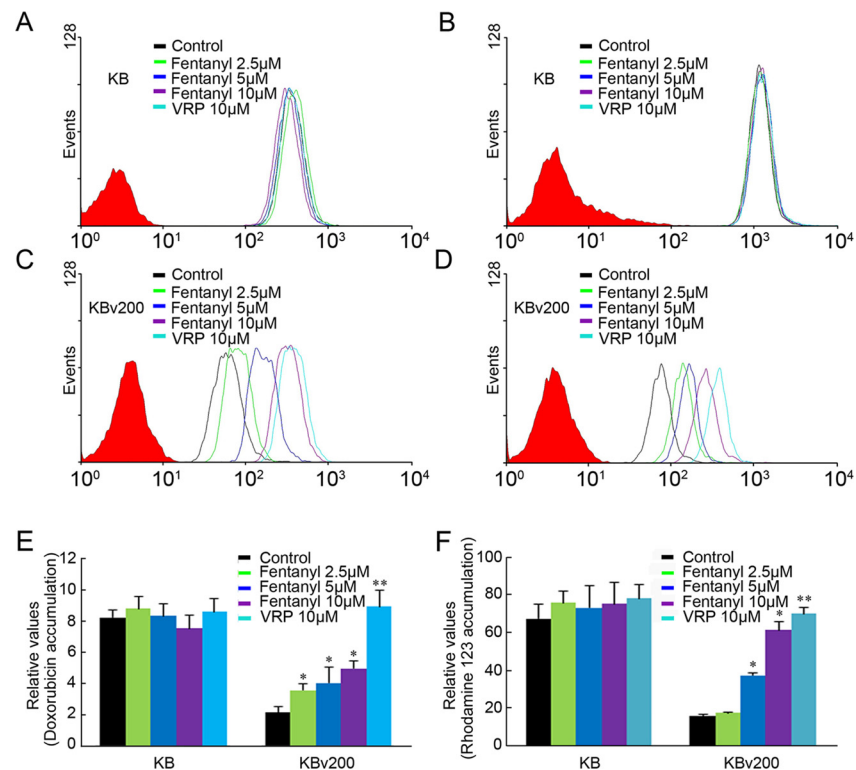 A
128
Events
KB
Control
Fentanyl 2.5µM
Fentanyl 5µM
Fentanyl 10µM
VRP 10µM
10⁰ 10¹ 10² 10³ 10⁴
B
128
Events
KB
Control
Fentanyl 2.5µM
Fentanyl 5µM
Fentanyl 10µM
VRP 10µM
10⁰ 10¹ 10² 10³ 10⁴
C
128
Events
KBv200
Control
Fentanyl 2.5µM
Fentanyl 5µM
Fentanyl 10µM
VRP 10µM
10⁰ 10¹ 10² 10³ 10⁴
D
128
Events
KBv200
Control
Fentanyl 2.5µM
Fentanyl 5µM
Fentanyl 10µM
VRP 10µM
10⁰ 10¹ 10² 10³ 10⁴
E
Relative values
(Doxorubicin accumulation)
12
10
8
6
4
2
0
Control
Fentanyl 2.5µM
Fentanyl 5µM
Fentanyl 10µM
VRP 10µM
* * * **
KB KBv200
F
Relative values
(Rhodamine 123 accumulation)
100
80
60
40
20
0
Control
Fentanyl 2.5µM
Fentanyl 5µM
Fentanyl 10µM
VRP 10µM
* * **
KB KBv200